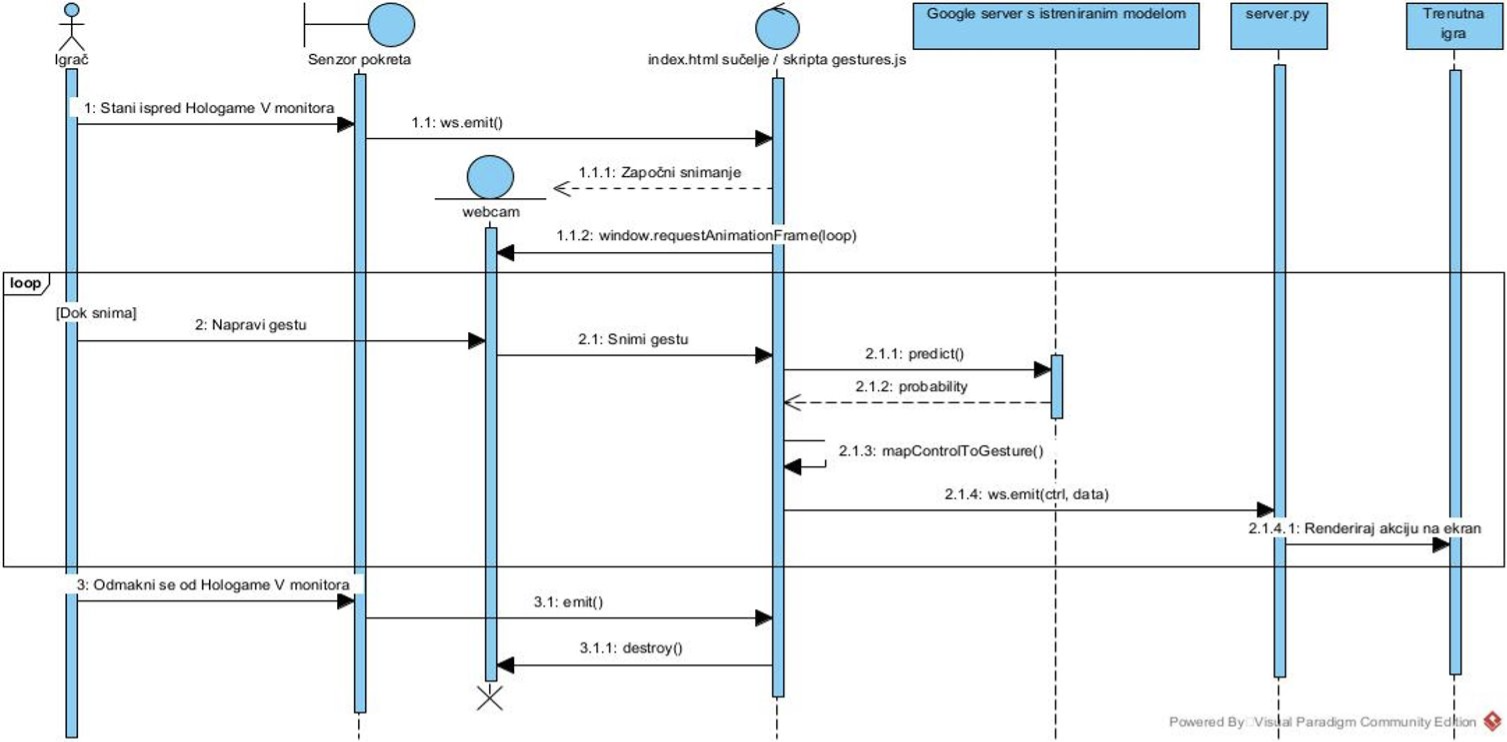 Igrač
Senzor pokreta
index.html sučelje / skripta gestures.js
Google server s istreniranim modelom
server.py
Trenutna
igra
1: Stani ispred Hologame V monitora
1.1: ws.emit()
1.1.1: Započni snimanje
webcam
1.1.2: window.requestAnimationFrame(loop)
loop
[Dok snima]
2: Napravi gestu
2.1: Snimi gestu
2.1.1: predict()
2.1.2: probability
2.1.3: mapControlToGesture()
2.1.4: ws.emit(ctrl, data)
2.1.4.1: Renderiraj akciju na ekran
3: Odmakni se od Hologame V monitora
3.1: emit()
3.1.1: destroy()
Powered By Visual Paradigm Community Edition